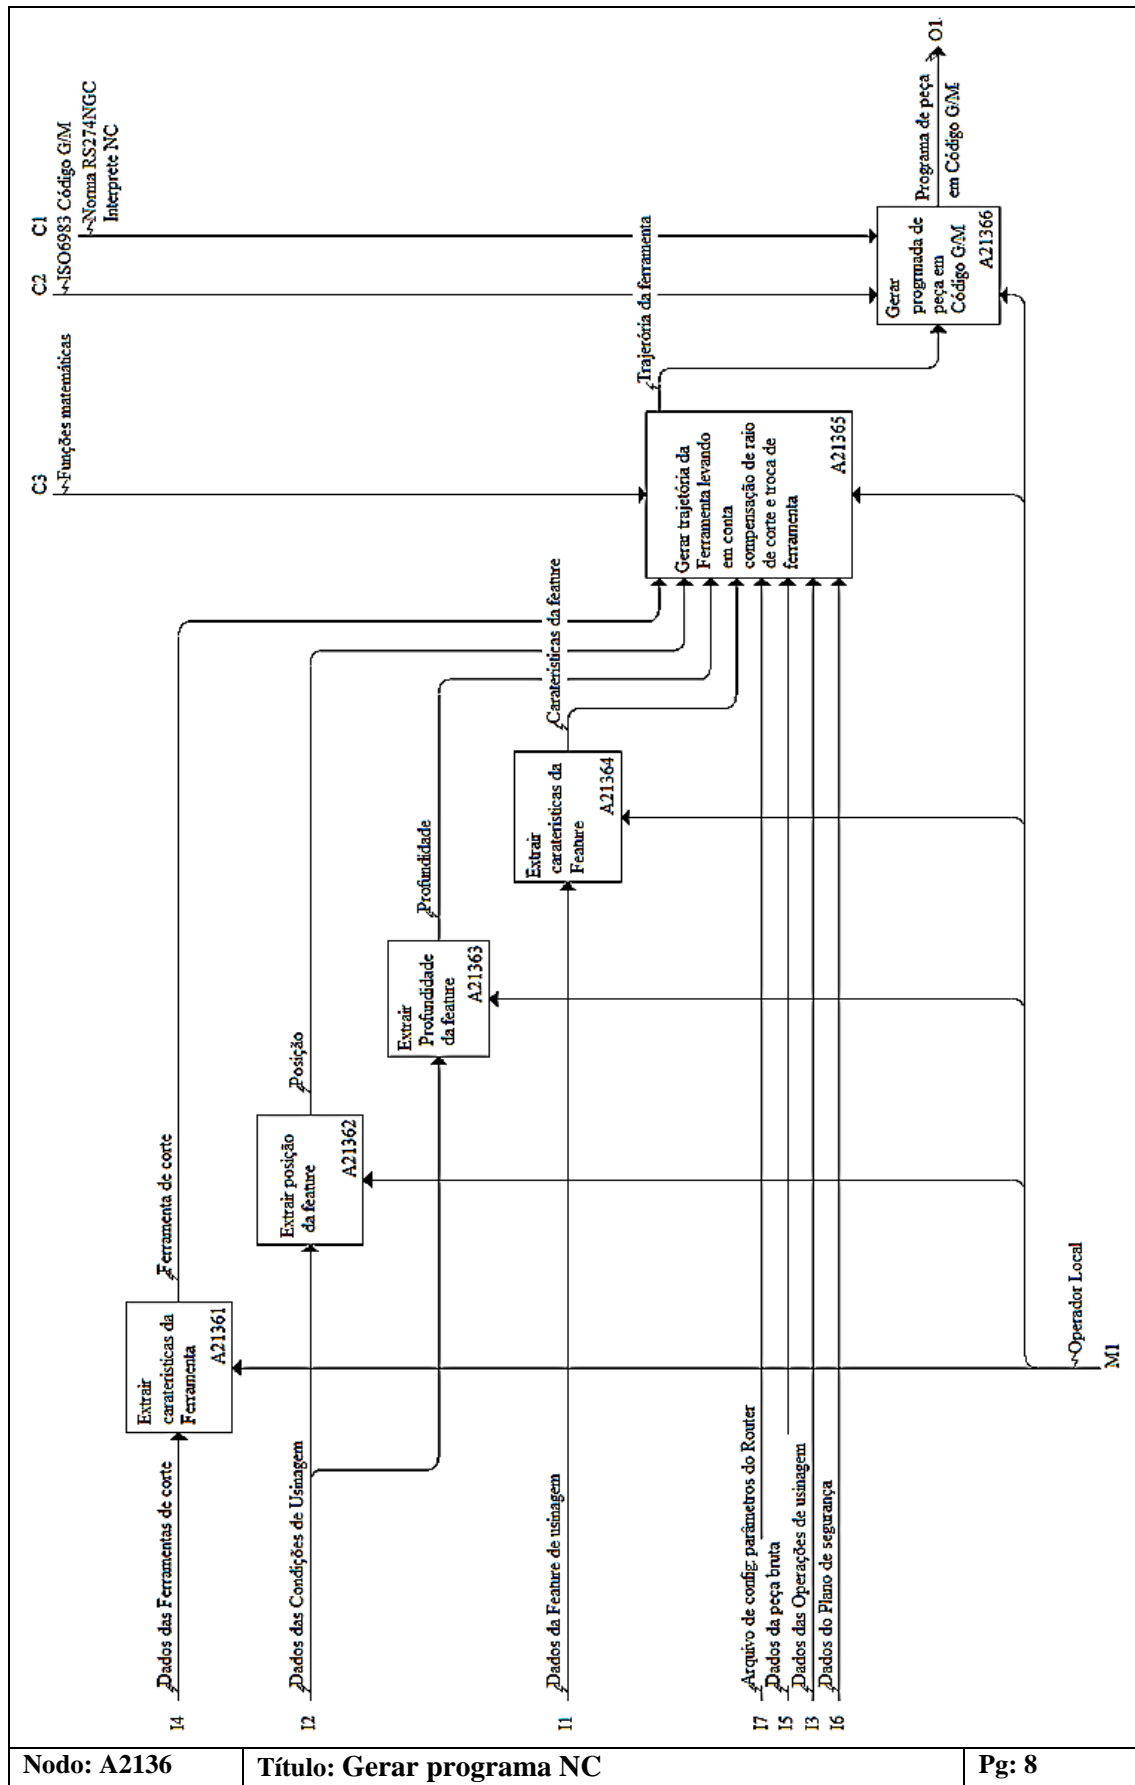 C3
Funções matemáticas
C2
C1
ISO6983 Código G/M
Norma RS274NGC
Interprete NC
I4
Dados das Ferramentas de corte
Extrair
caraterísticas da
Ferramenta
A21361
Ferramenta de corte
I2
Dados das Condições de Usinagem
Extrair posição
da feature
A21362
Posição
Extrair
Profundidade
da feature
A21363
Profundidade
I1
Dados da Feature de usinagem
Extrair
caraterísticas da
Feature
A21364
Caraterísticas da feature
I7
Arquivo de config. parâmetros do Router
I5
Dados da peça bruta
I3
Dados das Operações de usinagem
I6
Dados do Plano de segurança
Gerar trajetória da
Ferramenta levando
em conta
compensação de raio
de corte e troca de
ferramenta
A21365
Trajerória da ferramenta
Gerar
progrmada de
peça em
Código G/M
A21366
Programa de peça
em Código G/M
O1
Operador Local
M1
Nodo: A2136
Título: Gerar programa NC
Pg: 8